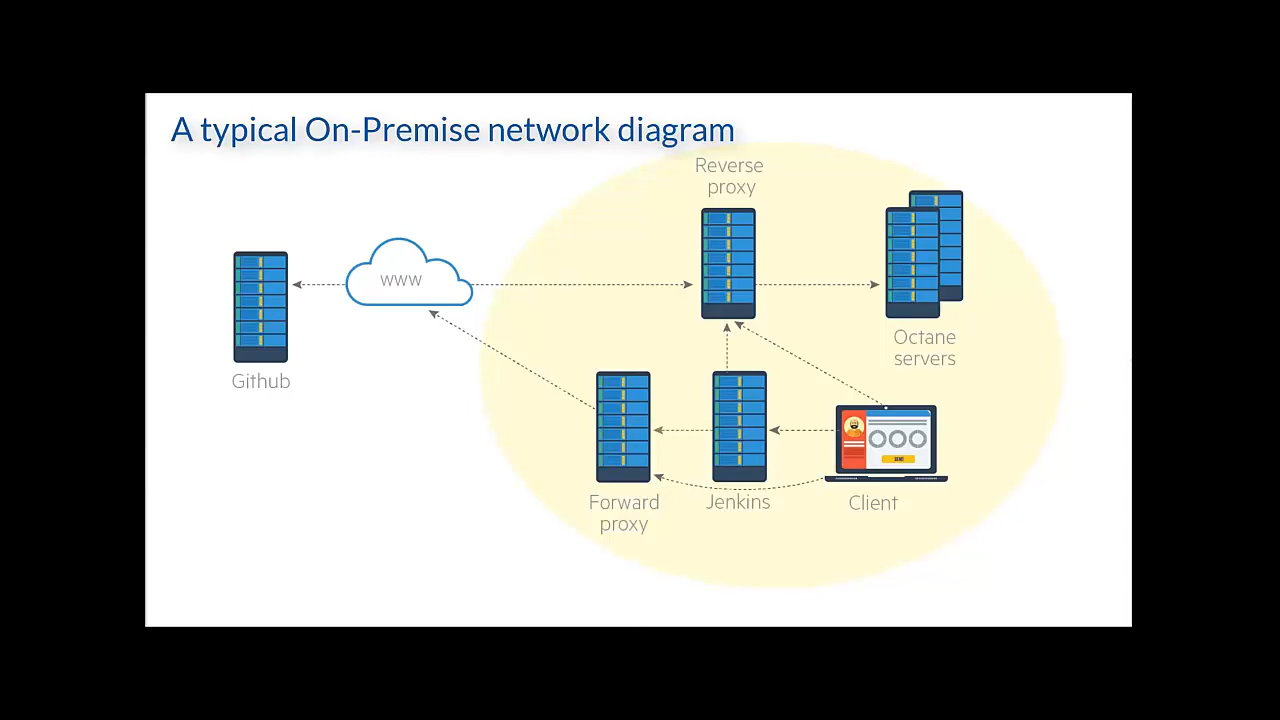 A typical On-Premise network diagram
Reverse
proxy
www
Github
Octane
servers
Forward
proxy
Jenkins
Client